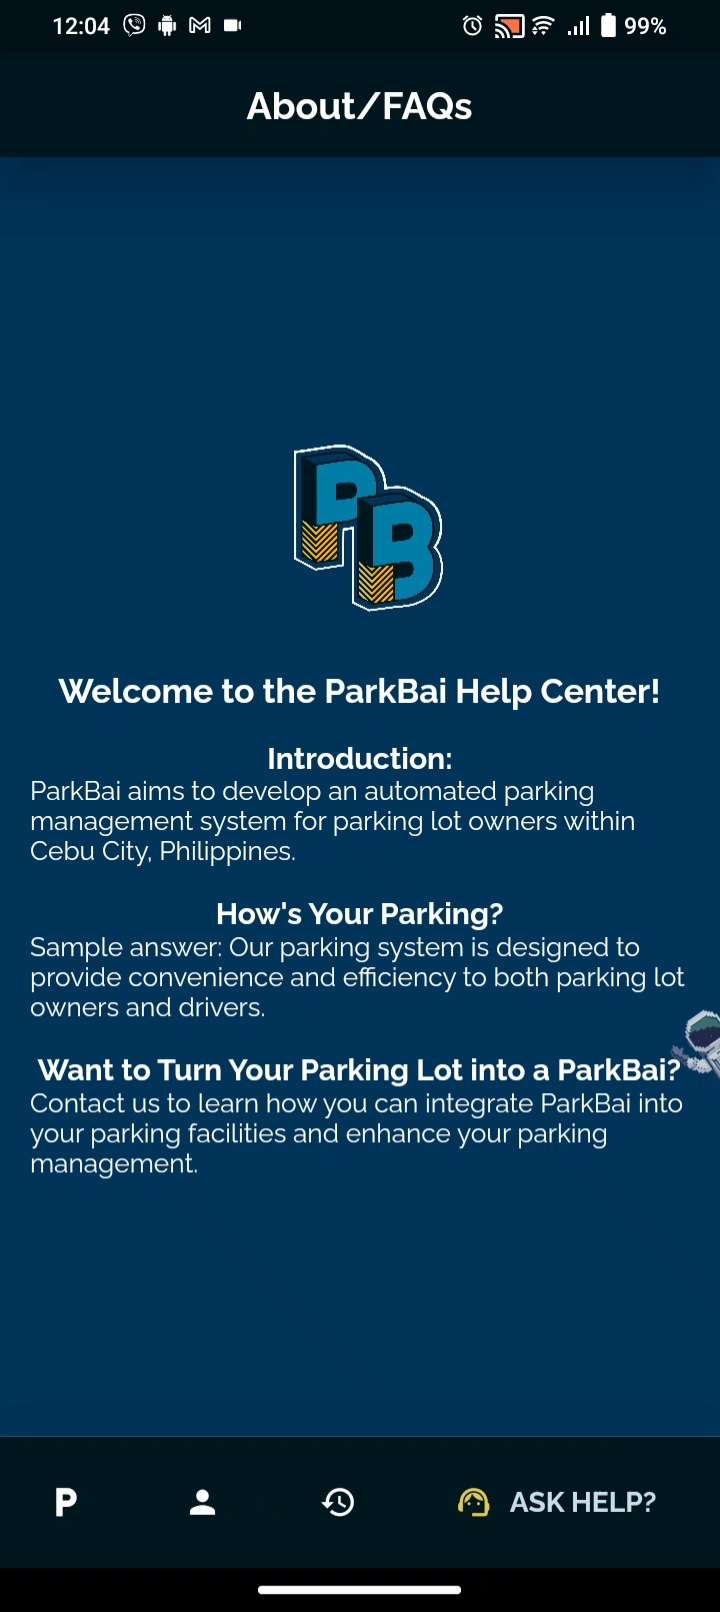 12:04
99%
About/FAQs
PB
Welcome to the ParkBai Help Center!
Introduction:
ParkBai aims to develop an automated parking
management system for parking lot owners within
Cebu City, Philippines.
How's Your Parking?
Sample answer: Our parking system is designed to
provide convenience and efficiency to both parking lot
owners and drivers.
Want to Turn Your Parking Lot into a ParkBai?
Contact us to learn how you can integrate ParkBai into
your parking facilities and enhance your parking
management.
P
ASK HELP?